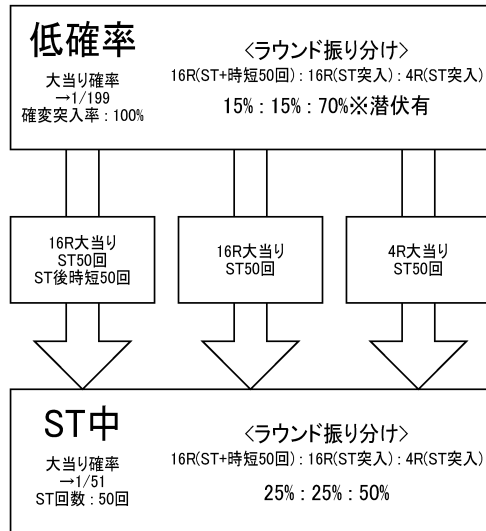 低確率
大当り確率
→1/199
確変突入率：100%
<ラウンド振り分け>
16R(ST+時短50回)：16R(ST突入)：4R(ST突入)
15%：15%：70%※潜伏有
16R大当り
ST50回
ST後時短50回
16R大当り
ST50回
4R大当り
ST50回
ST中
大当り確率
→1/51
ST回数：50回
<ラウンド振り分け>
16R(ST+時短50回)：16R(ST突入)：4R(ST突入)
25%：25%：50%